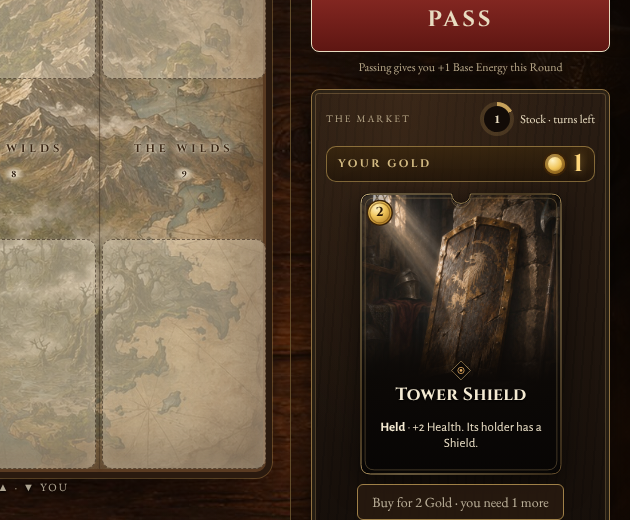 PASS
Passing gives you +1 Base Energy this Round
THE MARKET
1
Stock · turns left
YOUR GOLD
1
WILDS
8
THE WILDS
9
2
TOWER SHIELD
Held · +2 Health. Its holder has a
Shield.
Buy for 2 Gold · you need 1 more
▲ · ▼ YOU